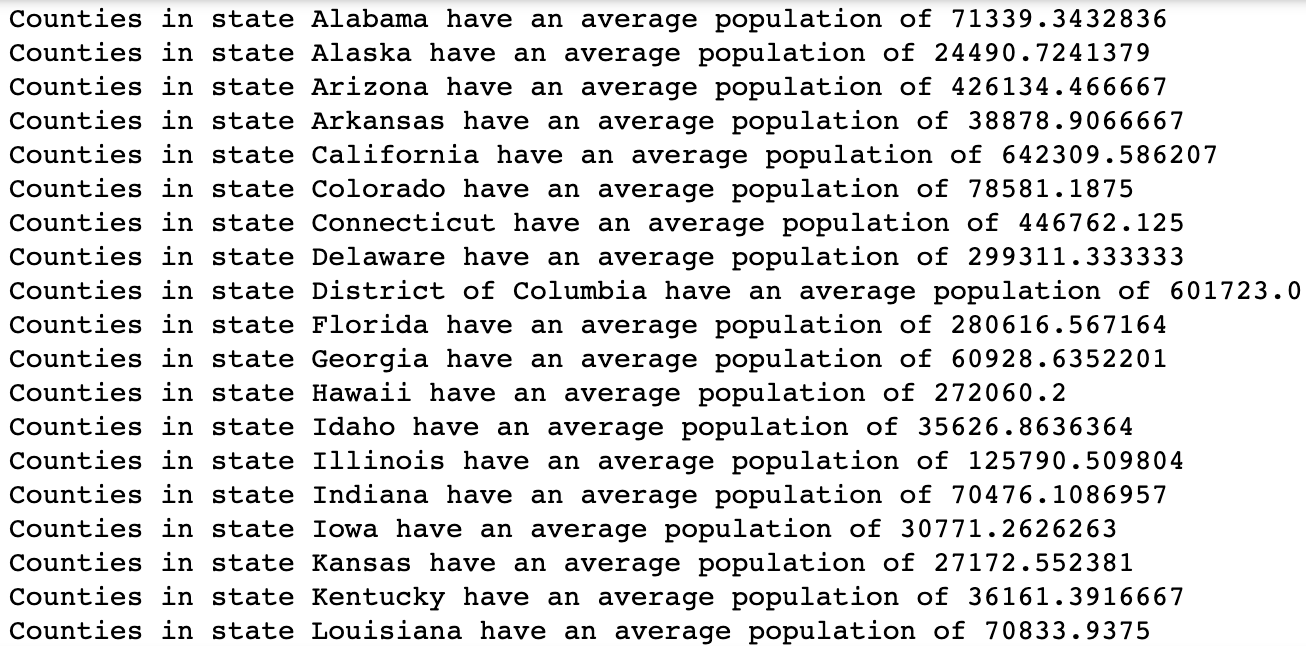 Counties in state Alabama have an average population of 71339.3432836
Counties in state Alaska have an average population of 24490.7241379
Counties in state Arizona have an average population of 426134.466667
Counties in state Arkansas have an average population of 38878.9066667
Counties in state California have an average population of 642309.586207
Counties in state Colorado have an average population of 78581.1875
Counties in state Connecticut have an average population of 446762.125
Counties in state Delaware have an average population of 299311.333333
Counties in state District of Columbia have an average population of 601723.0
Counties in state Florida have an average population of 280616.567164
Counties in state Georgia have an average population of 60928.6352201
Counties in state Hawaii have an average population of 272060.2
Counties in state Idaho have an average population of 35626.8636364
Counties in state Illinois have an average population of 125790.509804
Counties in state Indiana have an average population of 70476.1086957
Counties in state Iowa have an average population of 30771.2626263
Counties in state Kansas have an average population of 27172.552381
Counties in state Kentucky have an average population of 36161.3916667
Counties in state Louisiana have an average population of 70833.9375